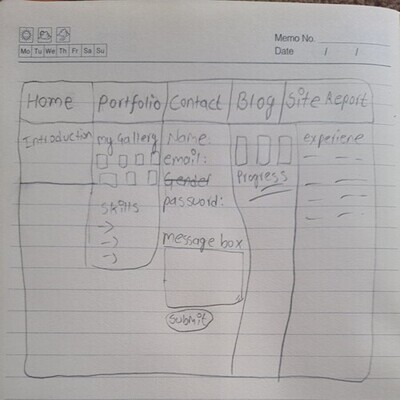 Memo No.
Mo Tu We Th Fr Sa Su
Date / /
Home Portfolio Contact Blog Site Report
Introduction my Gallery Name: experiene
email:
Gender Progress
Skills password:
message box
Submit